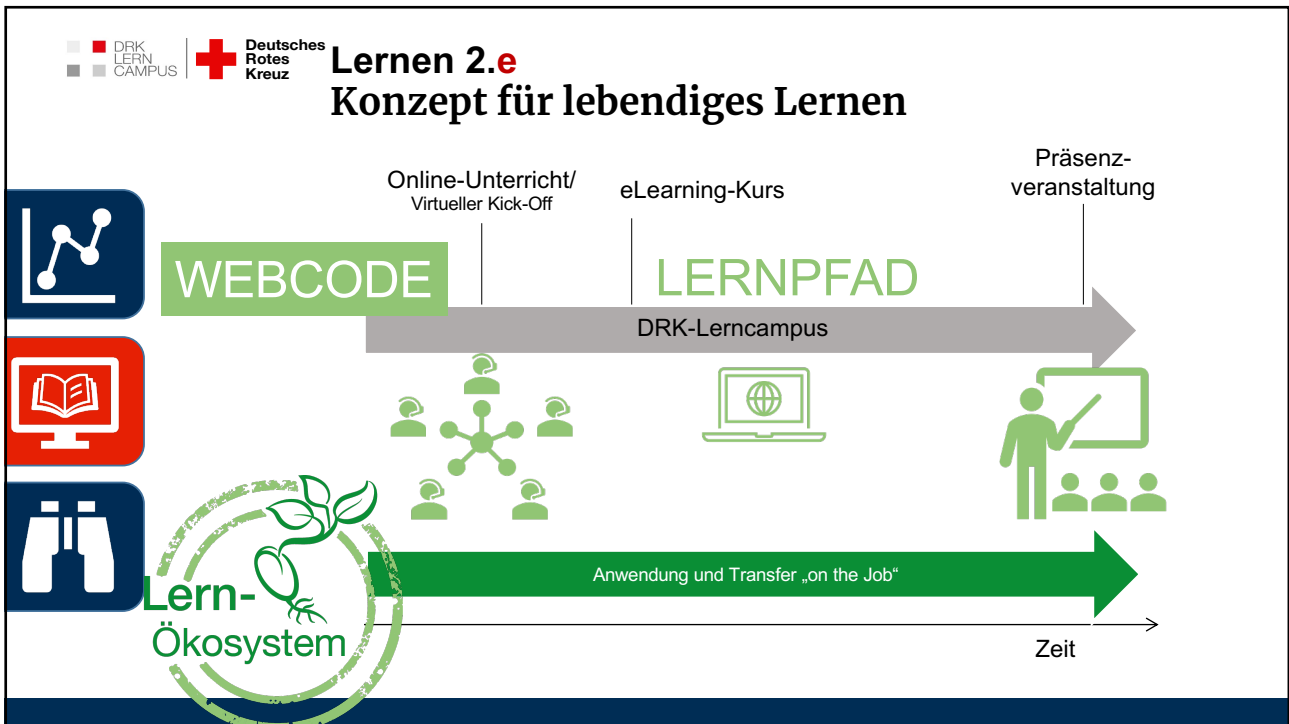 DRK
LERN
CAMPUS
Deutsches
Rotes
Kreuz
Lernen 2.e
Konzept für lebendiges Lernen
Online-Unterricht/
Virtueller Kick-Off
eLearning-Kurs
Präsenz-
veranstaltung
WEBCODE
LERNPFAD
DRK-Lerncampus
Anwendung und Transfer „on the Job“
Lern-
Ökosystem
Zeit